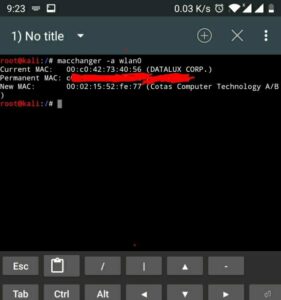 9:23
0.03 K/s
1) No title
root@kali:/# macchanger -a wlan0
Current MAC: 00:c0:42:73:40:56 (DATALUX CORP.)
Permanent MAC: c
New MAC: 00:02:15:52:fe:77 (Cotas Computer Technology A/B
)
root@kali:/#
Esc / | ▲ -
Tab Ctrl Alt ◄ ▼ ►